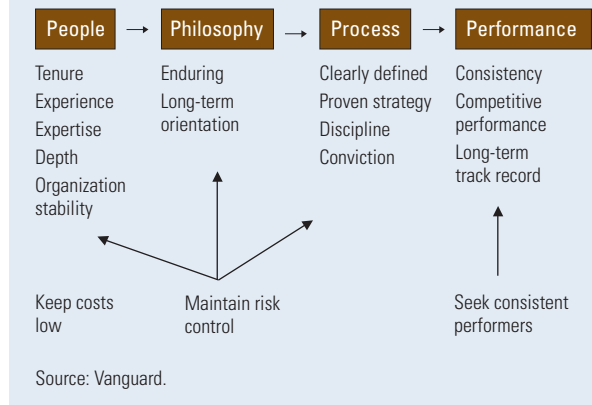 People
Philosophy
Process
Performance
Tenure
Experience
Expertise
Depth
Organization
stability
Enduring
Long-term
orientation
Clearly defined
Proven strategy
Discipline
Conviction
Consistency
Competitive
performance
Long-term
track record
Keep costs
low
Maintain risk
control
Seek consistent
performers
Source: Vanguard.